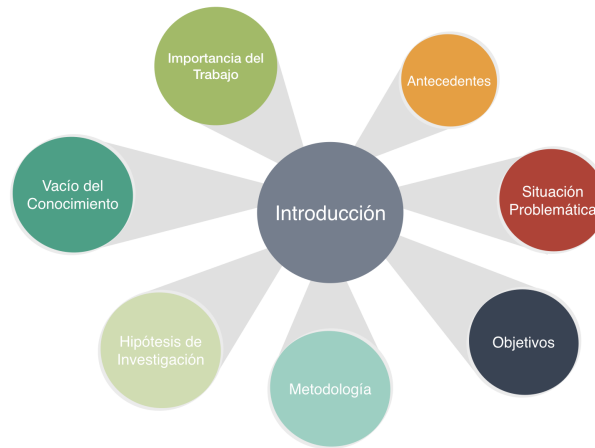 Importancia del
Trabajo
Antecedentes
Vacío del
Conocimiento
Introducción
Situación
Problemática
Hipótesis de
Investigación
Metodología
Objetivos